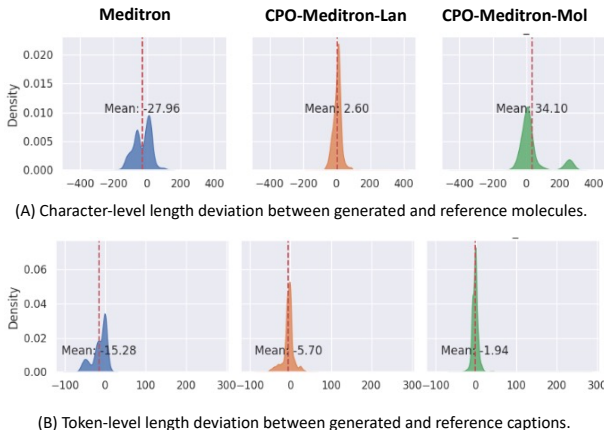 Meditron CPO-Meditron-Lan CPO-Meditron-Mol
Density
0.020
0.015
0.010
0.005
0.000
Mean: -27.96
Mean: 2.60
Mean: 34.10
−400 −200 0 200 400
−400 −200 0 200 400
−400 −200 0 200 400
(A) Character-level length deviation between generated and reference molecules.
Density
0.06
0.04
0.02
0.00
Mean: -15.28
Mean: -5.70
Mean: -1.94
−100 0 100 200 300
−100 0 100 200 300
−100 0 100 200 300
(B) Token-level length deviation between generated and reference captions.